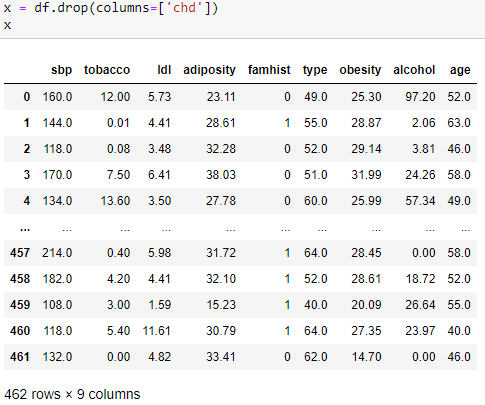 x = df.drop(columns=['chd'])
x
sbp tobacco ldl adiposity famhist type obesity alcohol age
0 160.0 12.00 5.73 23.11 0 49.0 25.30 97.20 52.0
1 144.0 0.01 4.41 28.61 1 55.0 28.87 2.06 63.0
2 118.0 0.08 3.48 32.28 0 52.0 29.14 3.81 46.0
3 170.0 7.50 6.41 38.03 0 51.0 31.99 24.26 58.0
4 134.0 13.60 3.50 27.78 0 60.0 25.99 57.34 49.0
... ... ... ... ... ... ... ... ... ...
457 214.0 0.40 5.98 31.72 1 64.0 28.45 0.00 58.0
458 182.0 4.20 4.41 32.10 1 52.0 28.61 18.72 52.0
459 108.0 3.00 1.59 15.23 1 40.0 20.09 26.64 55.0
460 118.0 5.40 11.61 30.79 1 64.0 27.35 23.97 40.0
461 132.0 0.00 4.82 33.41 0 62.0 14.70 0.00 46.0
462 rows × 9 columns